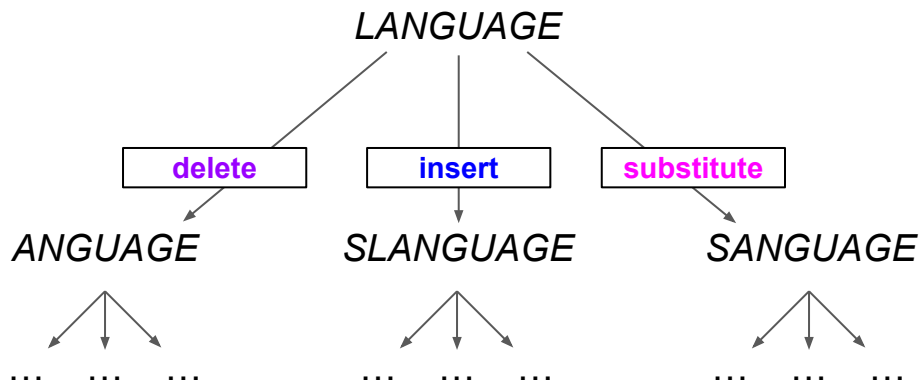 LANGUAGE
delete insert substitute
ANGUAGE SLANGUAGE SANGUAGE
... ... ... ... ... ... ... ... ...